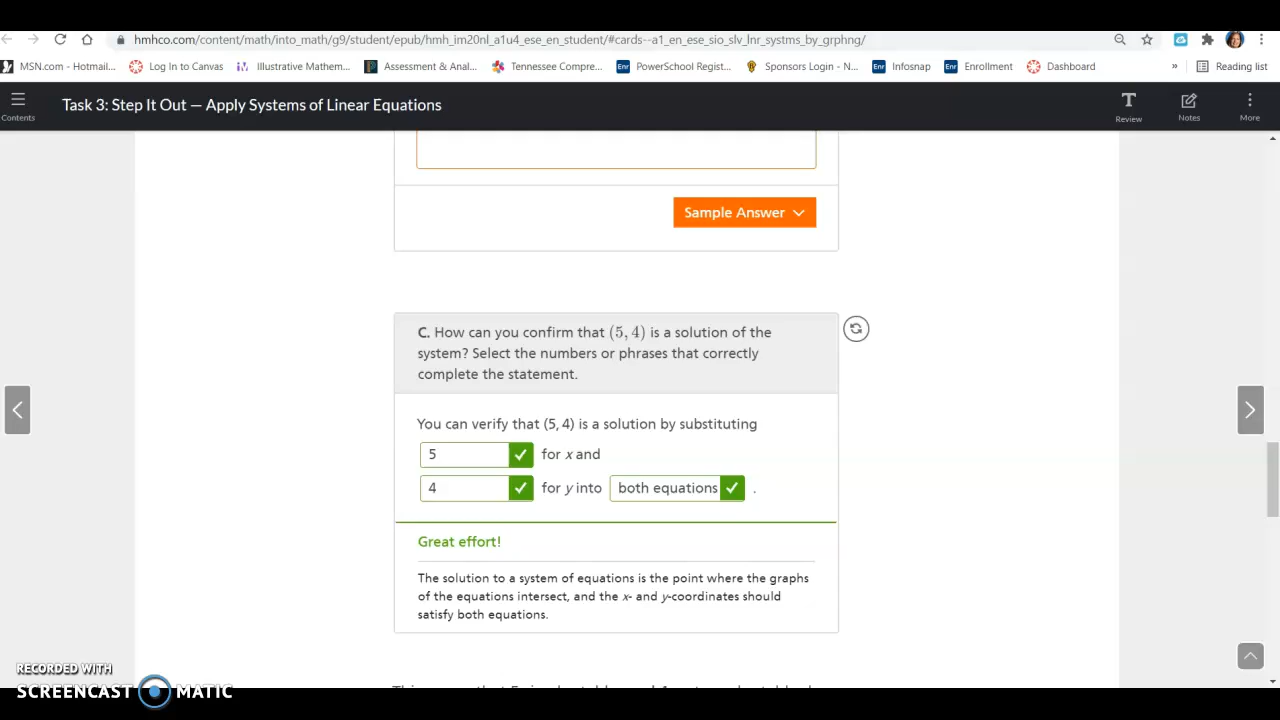 hmhco.com/content/math/into_math/g9/student/epub/hmh_im20nl_a1u4_ese_en_student/#cards--a1_en_ese_sio_slv_lnr_systms_by_grphng/
MSN.com - Hotmail... Log In to Canvas Illustrative Mathem... Assessment & Anal... Tennessee Compre... Enr PowerSchool Regist... Sponsors Login - N... Enr Infosnap Enr Enrollment Dashboard » Reading list
Contents Task 3: Step It Out — Apply Systems of Linear Equations T Review Notes More
Sample Answer
C. How can you confirm that (5, 4) is a solution of the
system? Select the numbers or phrases that correctly
complete the statement.
You can verify that (5, 4) is a solution by substituting
5 for x and
4 for y into both equations .
Great effort!
The solution to a system of equations is the point where the graphs
of the equations intersect, and the x- and y-coordinates should
satisfy both equations.
RECORDED WITH
SCREENCAST MATIC